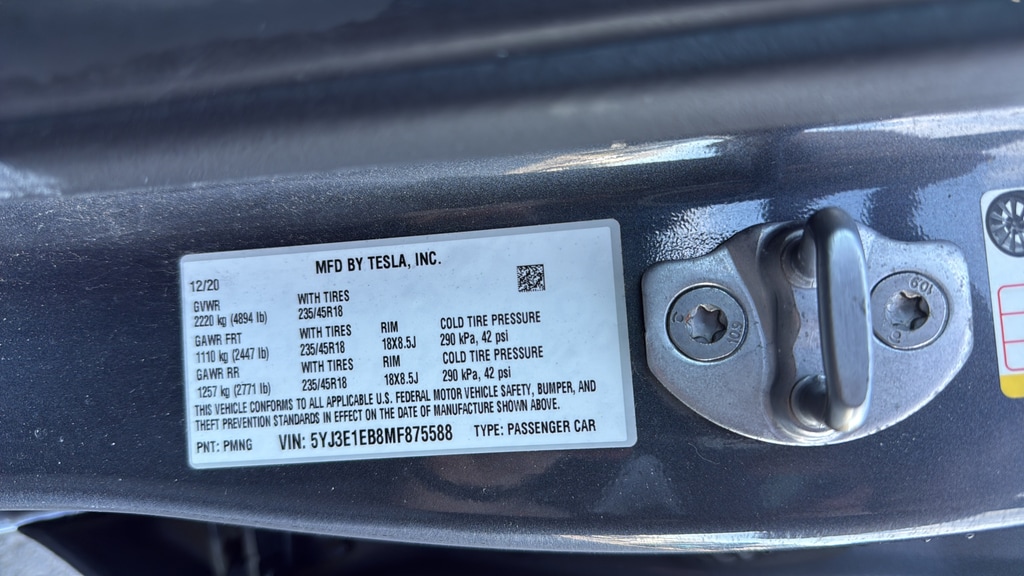 MFD BY TESLA, INC.
12/20
GVWR WITH TIRES
2220 kg (4894 lb) 235/45R18
GAWR FRT WITH TIRES RIM COLD TIRE PRESSURE
1110 kg (2447 lb) 235/45R18 18X8.5J 290 kPa, 42 psi
GAWR RR WITH TIRES RIM COLD TIRE PRESSURE
1257 kg (2771 lb) 235/45R18 18X8.5J 290 kPa, 42 psi
THIS VEHICLE CONFORMS TO ALL APPLICABLE U.S. FEDERAL MOTOR VEHICLE SAFETY, BUMPER, AND
THEFT PREVENTION STANDARDS IN EFFECT ON THE DATE OF MANUFACTURE SHOWN ABOVE.
PNT: PMNG VIN: 5YJ3E1EB8MF875588 TYPE: PASSENGER CAR